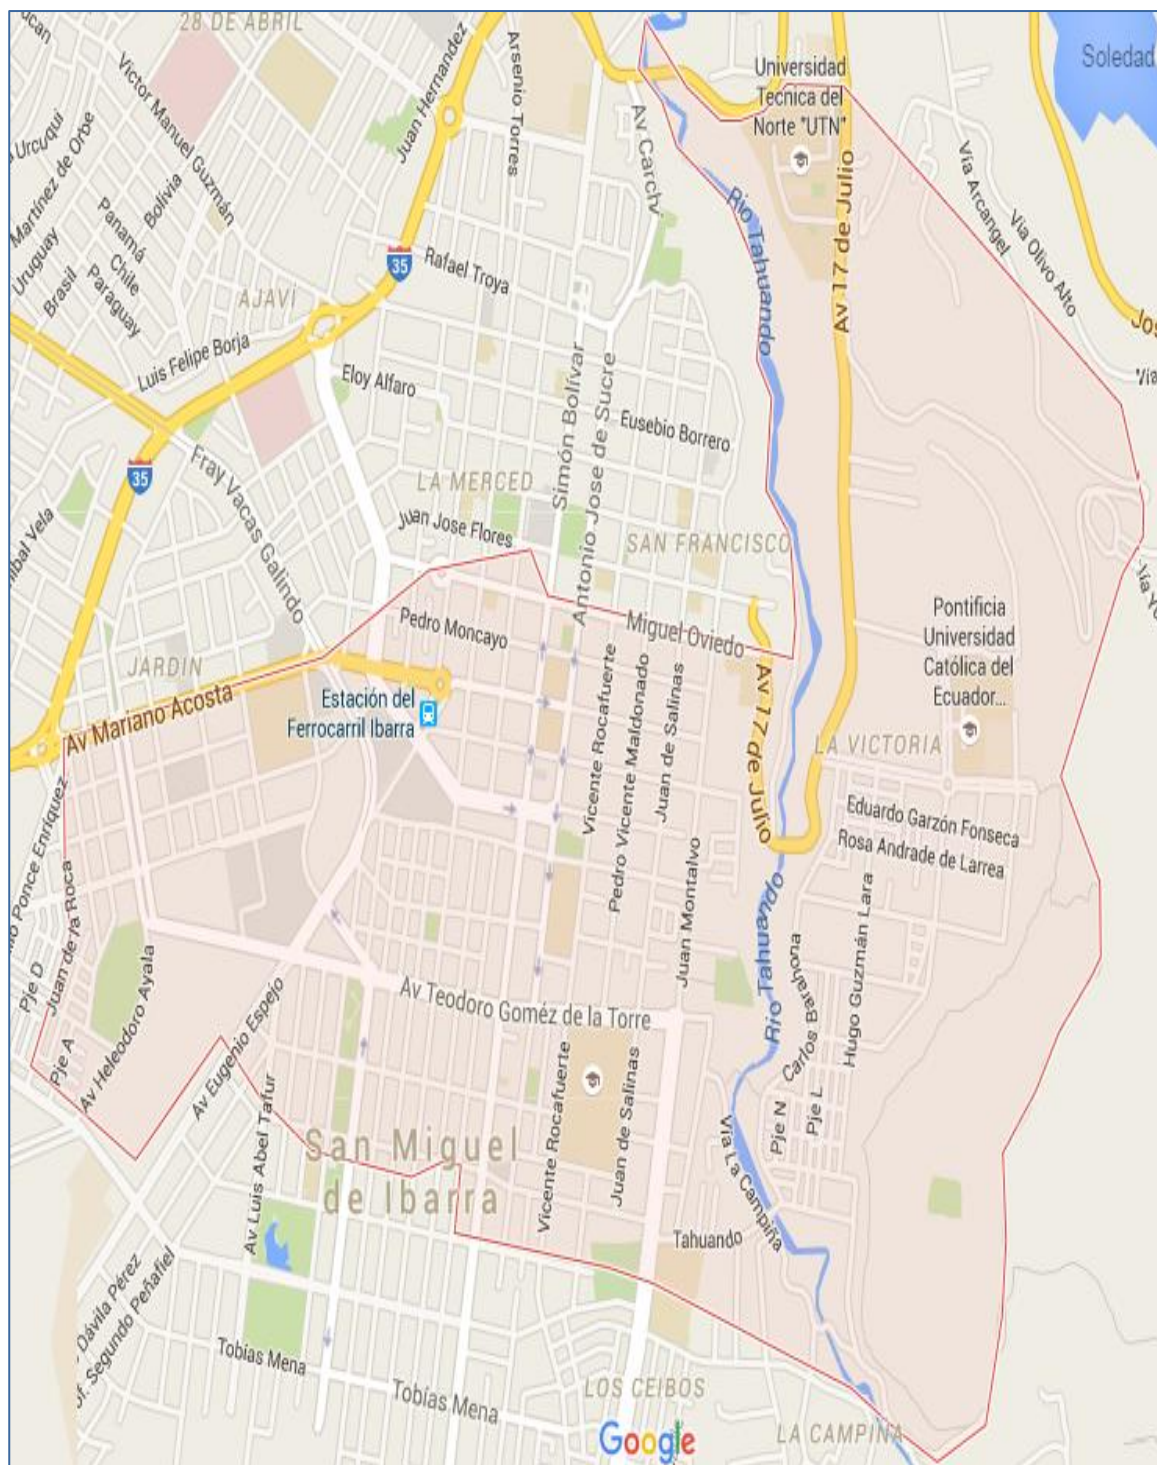 28 DE ABRIL
Victor Manuel Guzmán
Juan Hernandez
Arsenio Torres
Av Carchi
Universidad
Tecnica del
Norte "UTN"
Soledad
Urcuqui
Martínez de Orbe
Uruguay
Brasil
Panamá
Chile
Paraguay
Bolivia
Rio Tahuando
Av 17 de Julio
Vía Arcangel
Via Olivo Alto
35
Rafael Troya
AJAVÍ
Luis Felipe Borja
Eloy Alfaro
Simón Bolívar
Antonio Jose de Sucre
Eusebio Borrero
35
Fray Vacas Galindo
LA MERCED
Juan Jose Flores
SAN FRANCISCO
Pedro Moncayo
Miguel Oviedo
JARDIN
Av Mariano Acosta
Estación del
Ferrocarril Ibarra
Vicente Rocafuerte
Pedro Vicente Maldonado
Juan de Salinas
Av 17 de Julio
Pontificia
Universidad
Católica del
Ecuador...
LA VICTORIA
Eduardo Garzón Fonseca
Rosa Andrade de Larrea
Ponce Enríquez
Juan de la Roca
Pje D
Pje A
Av Heleodoro Ayala
Av Eugenio Espejo
Juan Montalvo
Rio Tahuando
Carlos Barahona
Hugo Guzmán Lara
Av Teodoro Goméz de la Torre
Vicente Rocafuerte
Juan de Salinas
Pje N
Pje L
Av Luis Abel Tafur
San Miguel
de Ibarra
Vía La Campiña
Tahuando
Dávila Pérez
of. Segundo Peñafiel
Tobías Mena
Tobías Mena
LOS CEIBOS
LA CAMPIÑA
Google